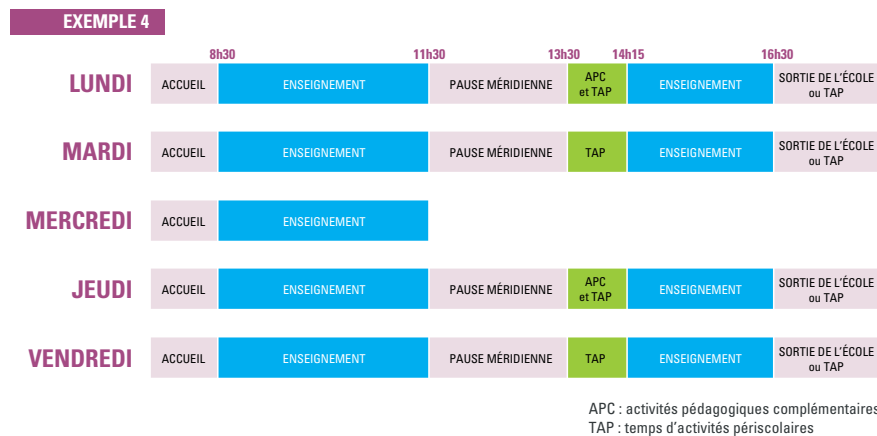 EXEMPLE 4
8h30 11h30 13h30 14h15 16h30
LUNDI ACCUEIL ENSEIGNEMENT PAUSE MÉRIDIENNE APC et TAP ENSEIGNEMENT SORTIE DE L'ÉCOLE ou TAP
MARDI ACCUEIL ENSEIGNEMENT PAUSE MÉRIDIENNE TAP ENSEIGNEMENT SORTIE DE L'ÉCOLE ou TAP
MERCREDI ACCUEIL ENSEIGNEMENT
JEUDI ACCUEIL ENSEIGNEMENT PAUSE MÉRIDIENNE APC et TAP ENSEIGNEMENT SORTIE DE L'ÉCOLE ou TAP
VENDREDI ACCUEIL ENSEIGNEMENT PAUSE MÉRIDIENNE TAP ENSEIGNEMENT SORTIE DE L'ÉCOLE ou TAP
APC : activités pédagogiques complémentaires
TAP : temps d'activités périscolaires